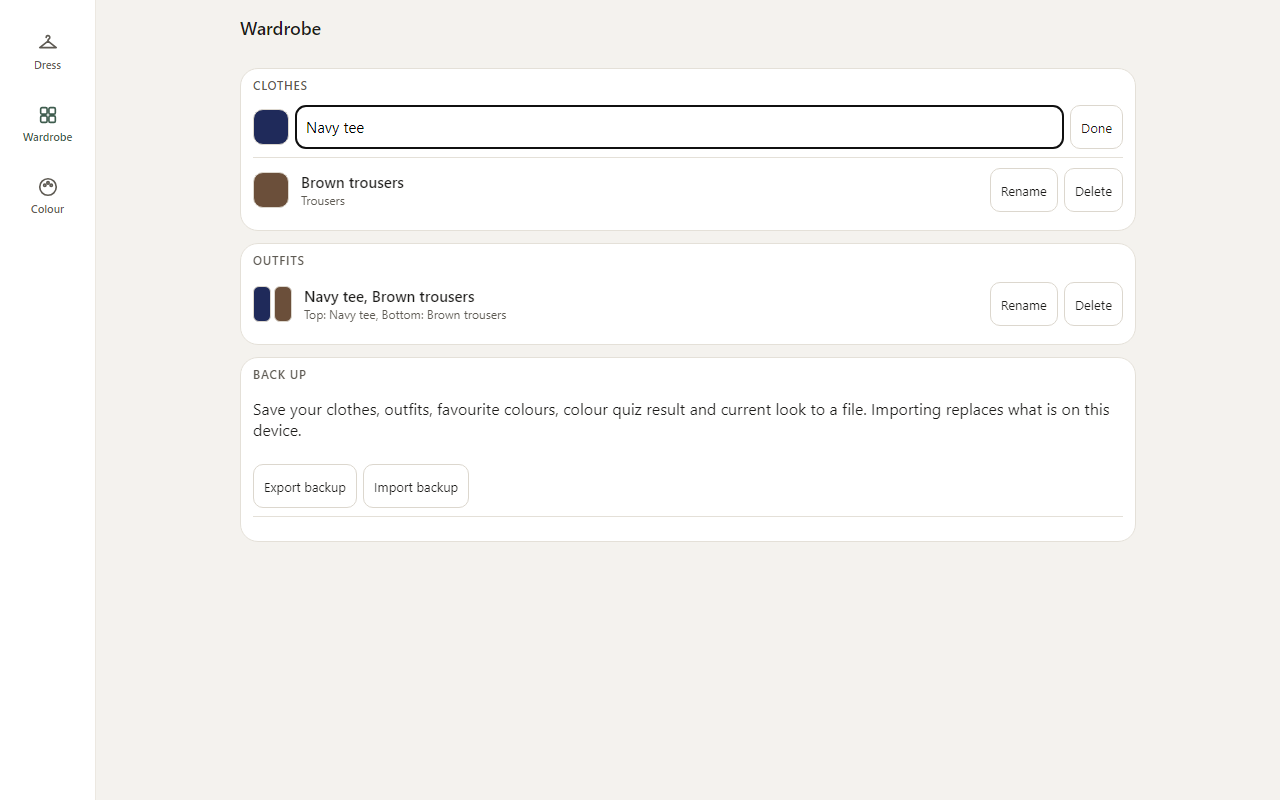 Dress
Wardrobe
Colour
Wardrobe
CLOTHES
Navy tee
Done
Brown trousers
Trousers
Rename
Delete
OUTFITS
Navy tee, Brown trousers
Top: Navy tee, Bottom: Brown trousers
Rename
Delete
BACK UP
Save your clothes, outfits, favourite colours, colour quiz result and current look to a file. Importing replaces what is on this
device.
Export backup
Import backup